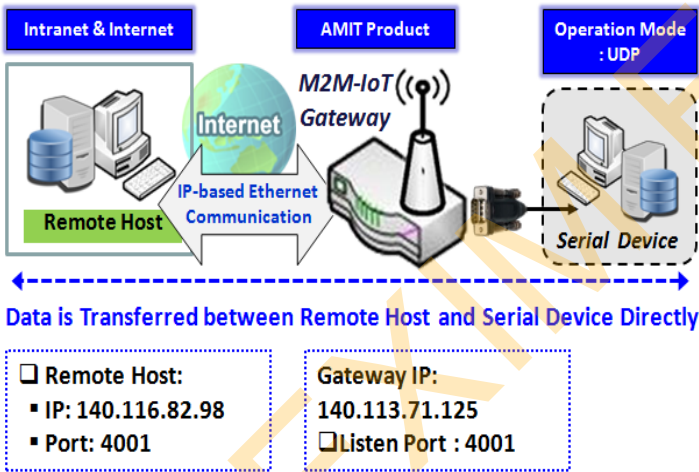 Intranet & Internet
AMIT Product
Operation Mode
: UDP
M2M-IoT
Gateway
Internet
IP-based Ethernet
Communication
Remote Host
Serial Device
Data is Transferred between Remote Host and Serial Device Directly
❑ Remote Host:
▪ IP: 140.116.82.98
▪ Port: 4001
Gateway IP:
140.113.71.125
❑Listen Port : 4001